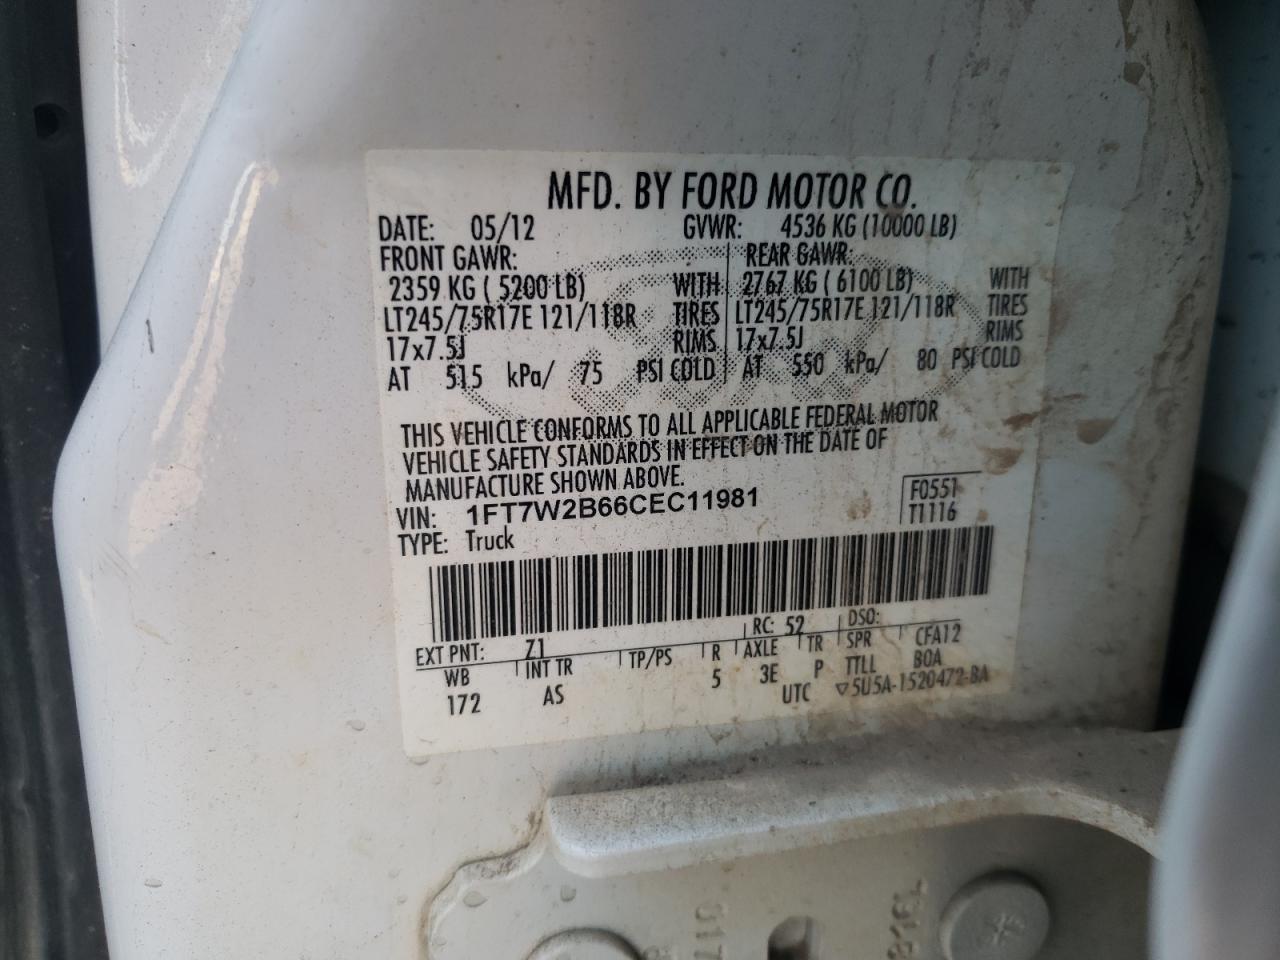 MFD. BY FORD MOTOR CO.
DATE: 05/12 GVWR: 4536 KG (10000 LB)
FRONT GAWR: REAR GAWR:
2359 KG ( 5200 LB) WITH 2767 KG ( 6100 LB) WITH
LT245/75R17E 121/118R TIRES LT245/75R17E 121/118R TIRES
17x7.5J RIMS 17x7.5J RIMS
AT 515 kPa/ 75 PSI COLD AT 550 kPa/ 80 PSI COLD
THIS VEHICLE CONFORMS TO ALL APPLICABLE FEDERAL MOTOR
VEHICLE SAFETY STANDARDS IN EFFECT ON THE DATE OF
MANUFACTURE SHOWN ABOVE.
VIN: 1FT7W2B66CEC11981
F0551
T1116
TYPE: Truck
EXT PNT: Z1 RC: 52 DSO:
WB INT TR TP/PS R AXLE TR SPR CFA12
172 AS 5 3E P TTLL BOA
UTC ▽5U5A-1520472-BA